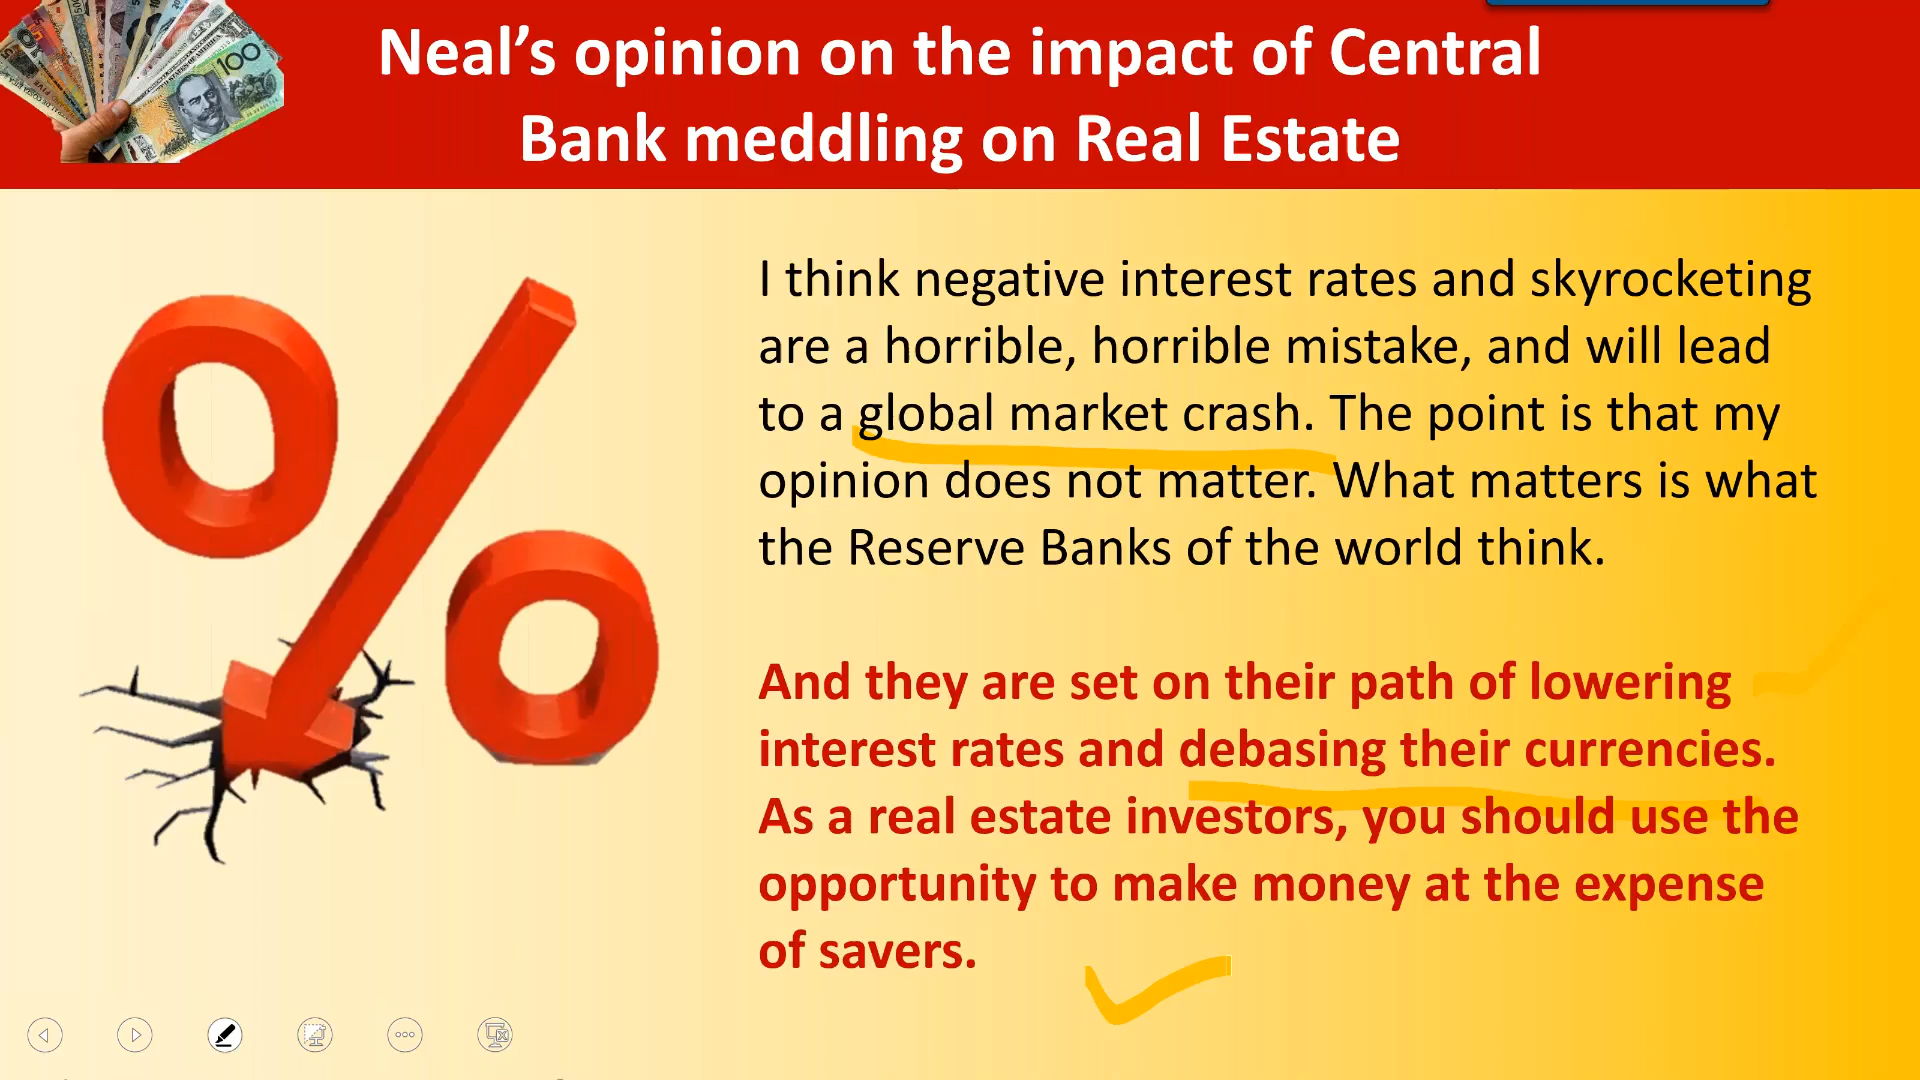 Neal’s opinion on the impact of Central
Bank meddling on Real Estate
100
I think negative interest rates and skyrocketing
are a horrible, horrible mistake, and will lead
to a global market crash. The point is that my
opinion does not matter. What matters is what
the Reserve Banks of the world think.
And they are set on their path of lowering
interest rates and debasing their currencies.
As a real estate investors, you should use the
opportunity to make money at the expense
of savers.